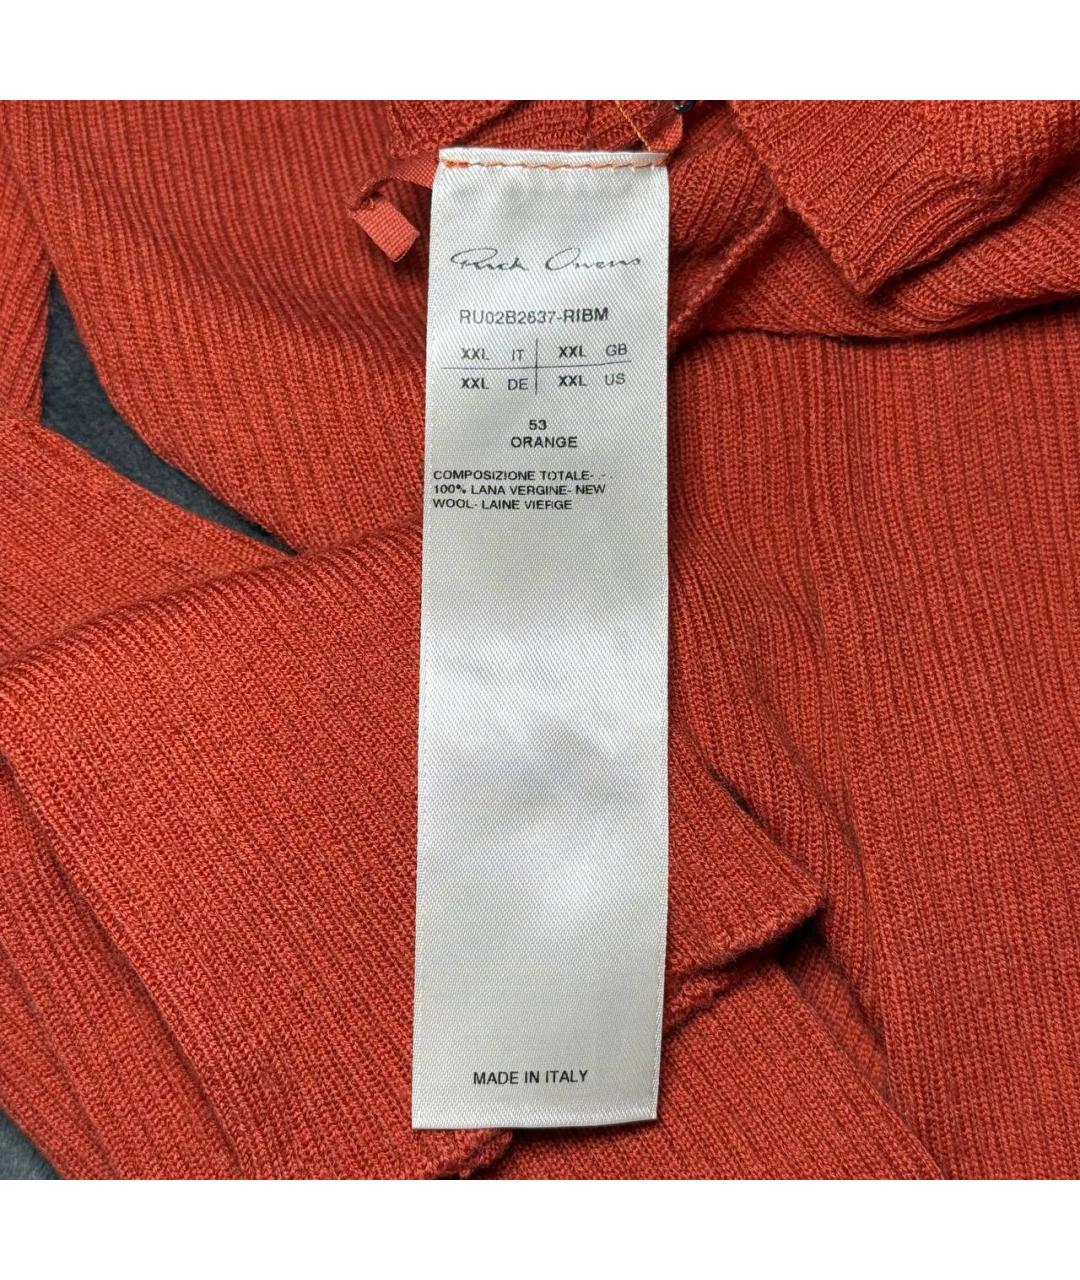 Rick Owens
RU02B2637-RIBM
XXL IT XXL GB
XXL DE XXL US
53
ORANGE
COMPOSIZIONE TOTALE- .- .
100% LANA VERGINE- NEW
WOOL- LAINE VIERGE
MADE IN ITALY